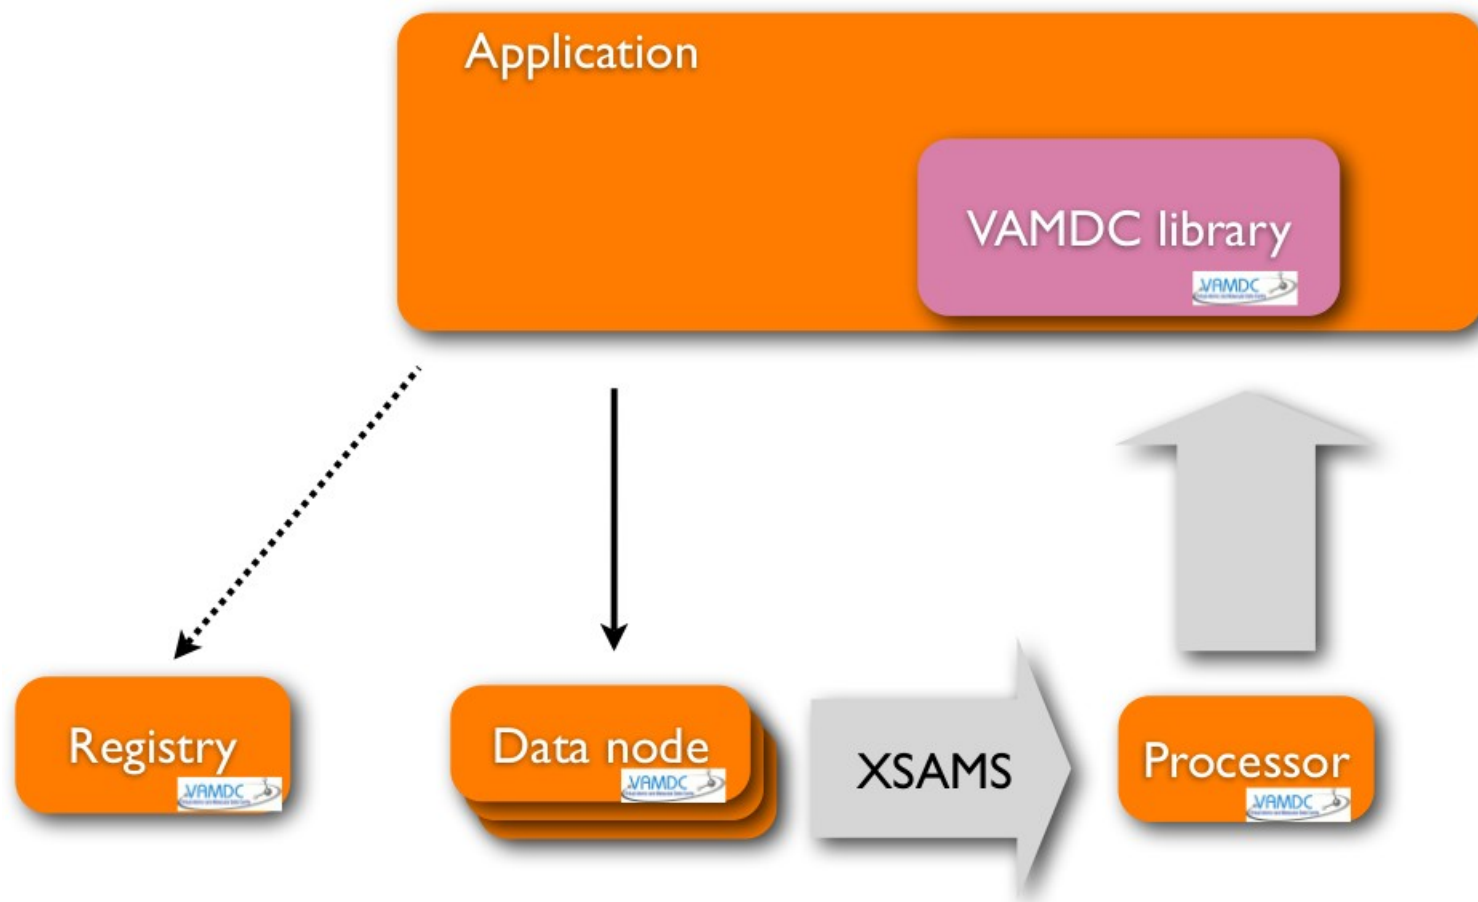 Application
VAMDC library
VAMDC
Registry
VAMDC
Data node
VAMDC
XSAMS
Processor
VAMDC